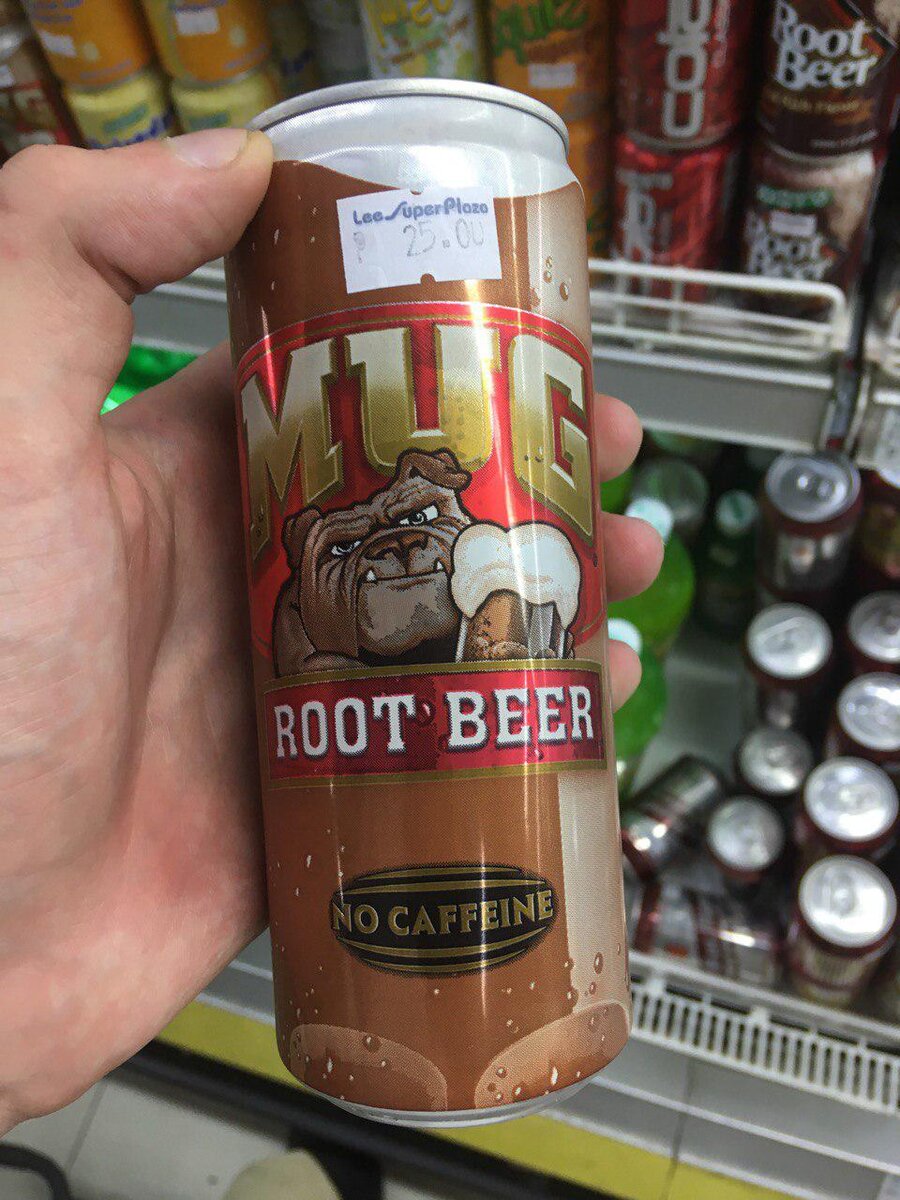 Root
Beer
Lee SuperPlaza
P 25.00
MUG
ROOT BEER
NO CAFFEINE